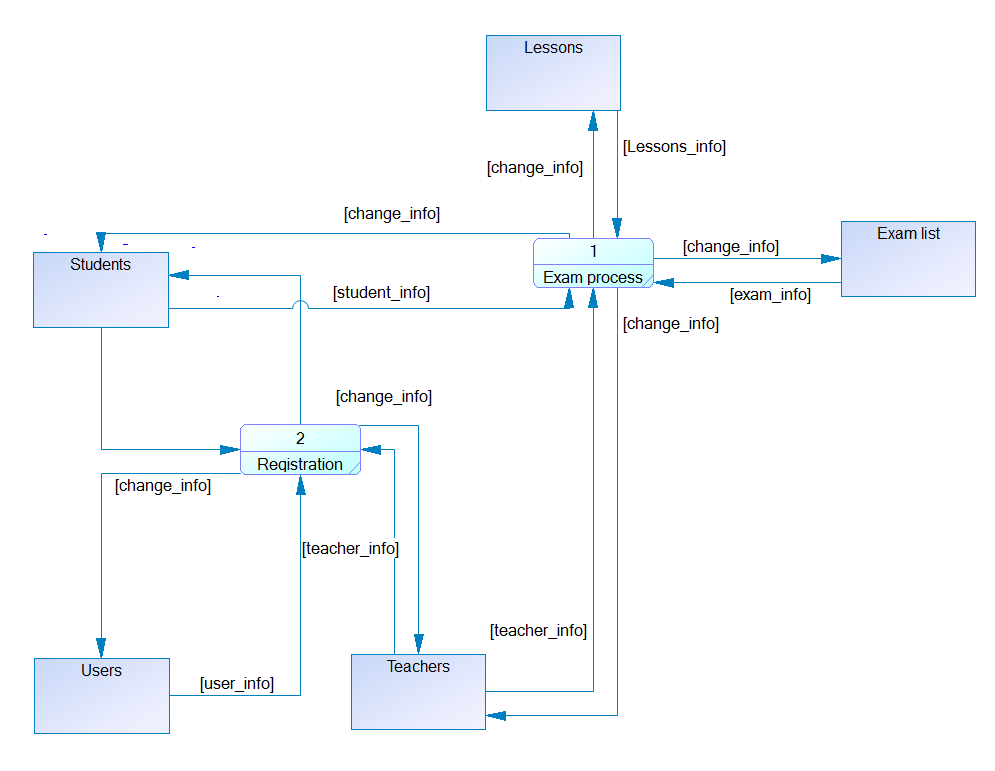 Lessons
[Lessons_info]
[change_info]
[change_info]
Students
1
Exam process
[change_info]
Exam list
[student_info]
[exam_info]
[change_info]
[change_info]
2
Registration
[change_info]
[teacher_info]
[teacher_info]
Users
[user_info]
Teachers